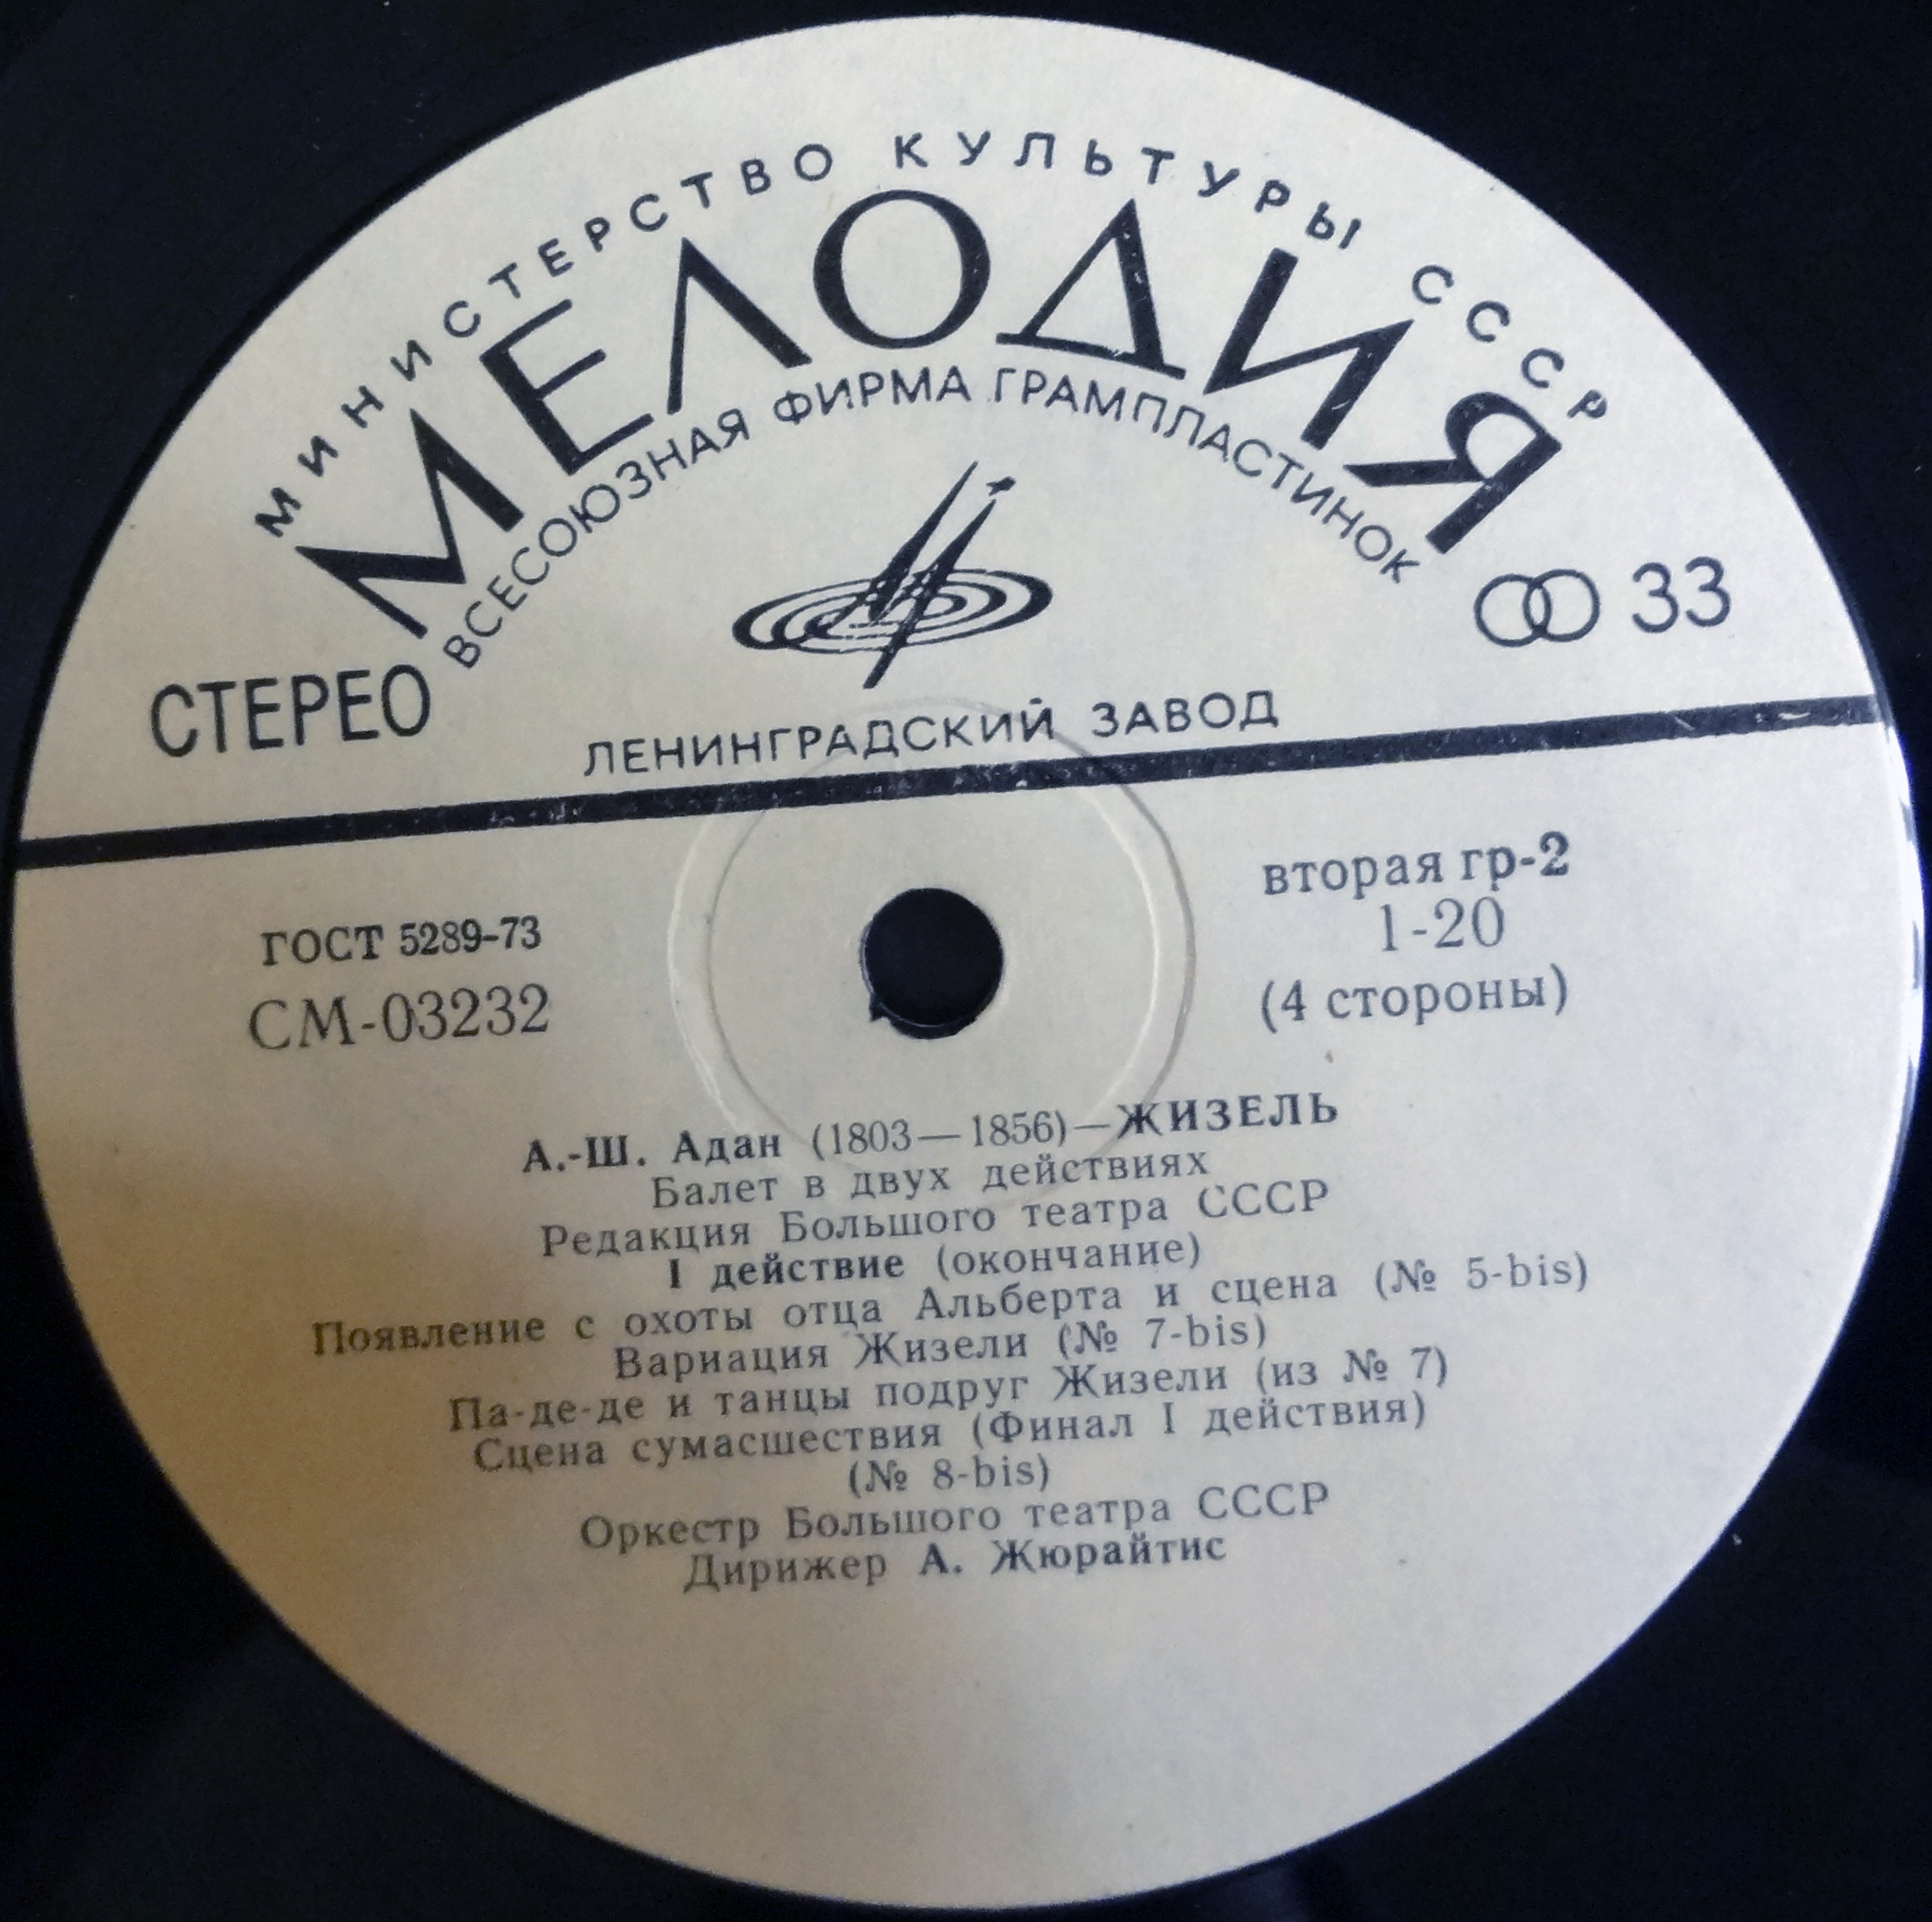 МИНИСТЕРСТВО КУЛЬТУРЫ СССР
МЕЛОДИЯ
ВСЕСОЮЗНАЯ ФИРМА ГРАМПЛАСТИНОК
33
СТЕРЕО
ЛЕНИНГРАДСКИЙ ЗАВОД
ГОСТ 5289-73
СМ-03232
вторая гр-2
1-20
(4 стороны)
А.-Ш. Адан (1803—1856)—ЖИЗЕЛЬ
Балет в двух действиях
Редакция Большого театра СССР
I действие (окончание)
Появление с охоты отца Альберта и сцена (№ 5-bis)
Вариация Жизели (№ 7-bis)
Па-де-де и танцы подруг Жизели (из № 7)
Сцена сумасшествия (Финал I действия)
(№ 8-bis)
Оркестр Большого театра СССР
Дирижер А. Жюрайтис